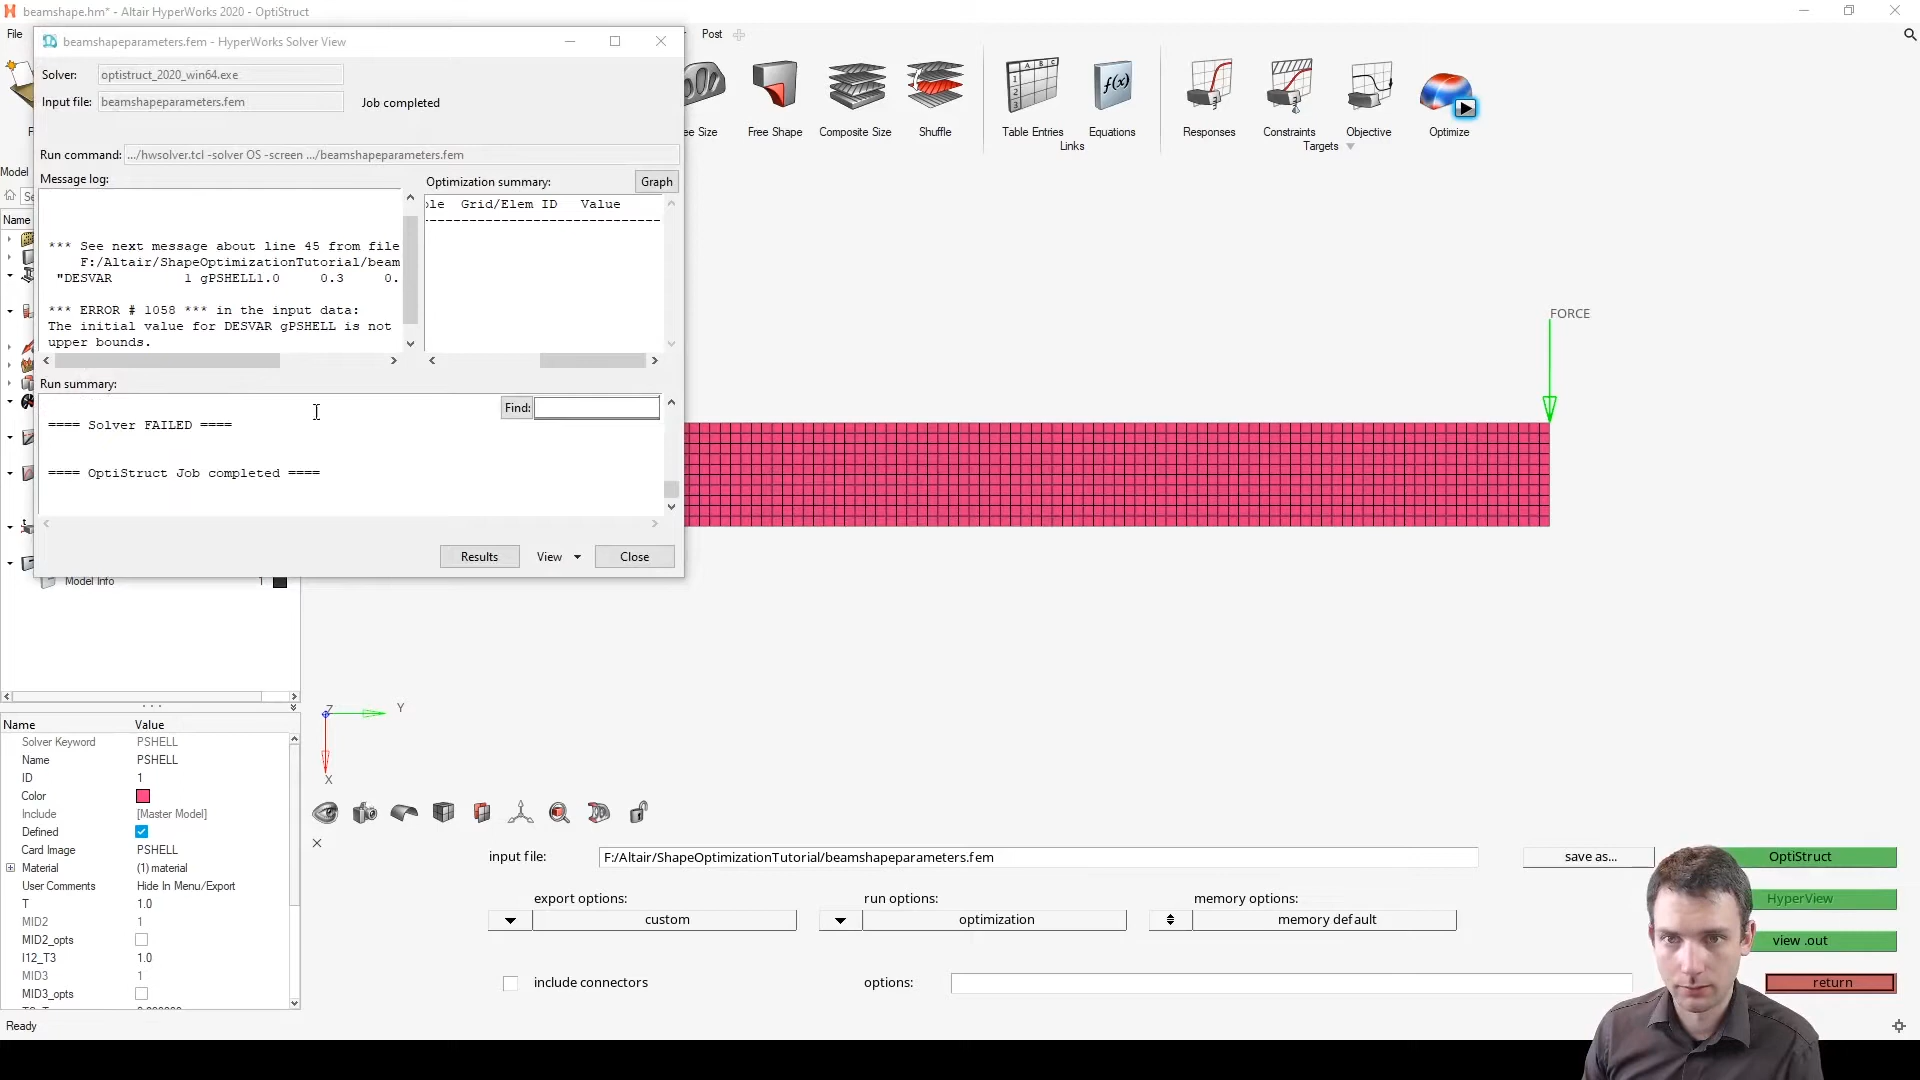 beamshape.hm* - Altair HyperWorks 2020 - OptiStruct
File
Post
beamshapeparameters.fem - HyperWorks Solver View
Solver: optistruct_2020_win64.exe
Input file: beamshapeparameters.fem Job completed
Run command: .../hwsolver.tcl -solver OS -screen .../beamshapeparameters.fem
Message log:
Optimization summary:
Graph
*** See next message about line 45 from file
F:/Altair/ShapeOptimizationTutorial/beam
"DESVAR 1 gPSHELL1.0 0.3 0.
*** ERROR # 1058 *** in the input data:
The initial value for DESVAR gPSHELL is not
upper bounds.
ble Grid/Elem ID Value
-----------------------------
Run summary:
Find:
==== Solver FAILED ====
==== OptiStruct Job completed ====
Results
View
Close
ee Size
Free Shape
Composite Size
Shuffle
Table Entries
Equations
Links
Responses
Constraints
Objective
Optimize
Targets
f(x)
A B C
1
2
3
Model
Se
Name
Model Info 1
FORCE
Z
Y
X
Name Value
Solver Keyword PSHELL
Name PSHELL
ID 1
Color
Include [Master Model]
Defined
Card Image PSHELL
Material (1) material
User Comments Hide In Menu/Export
T 1.0
MID2 1
MID2_opts
I12_T3 1.0
MID3 1
MID3_opts
Ready
input file: F:/Altair/ShapeOptimizationTutorial/beamshapeparameters.fem
save as...
OptiStruct
export options:
run options:
memory options:
HyperView
custom
optimization
memory default
view .out
include connectors
options:
return